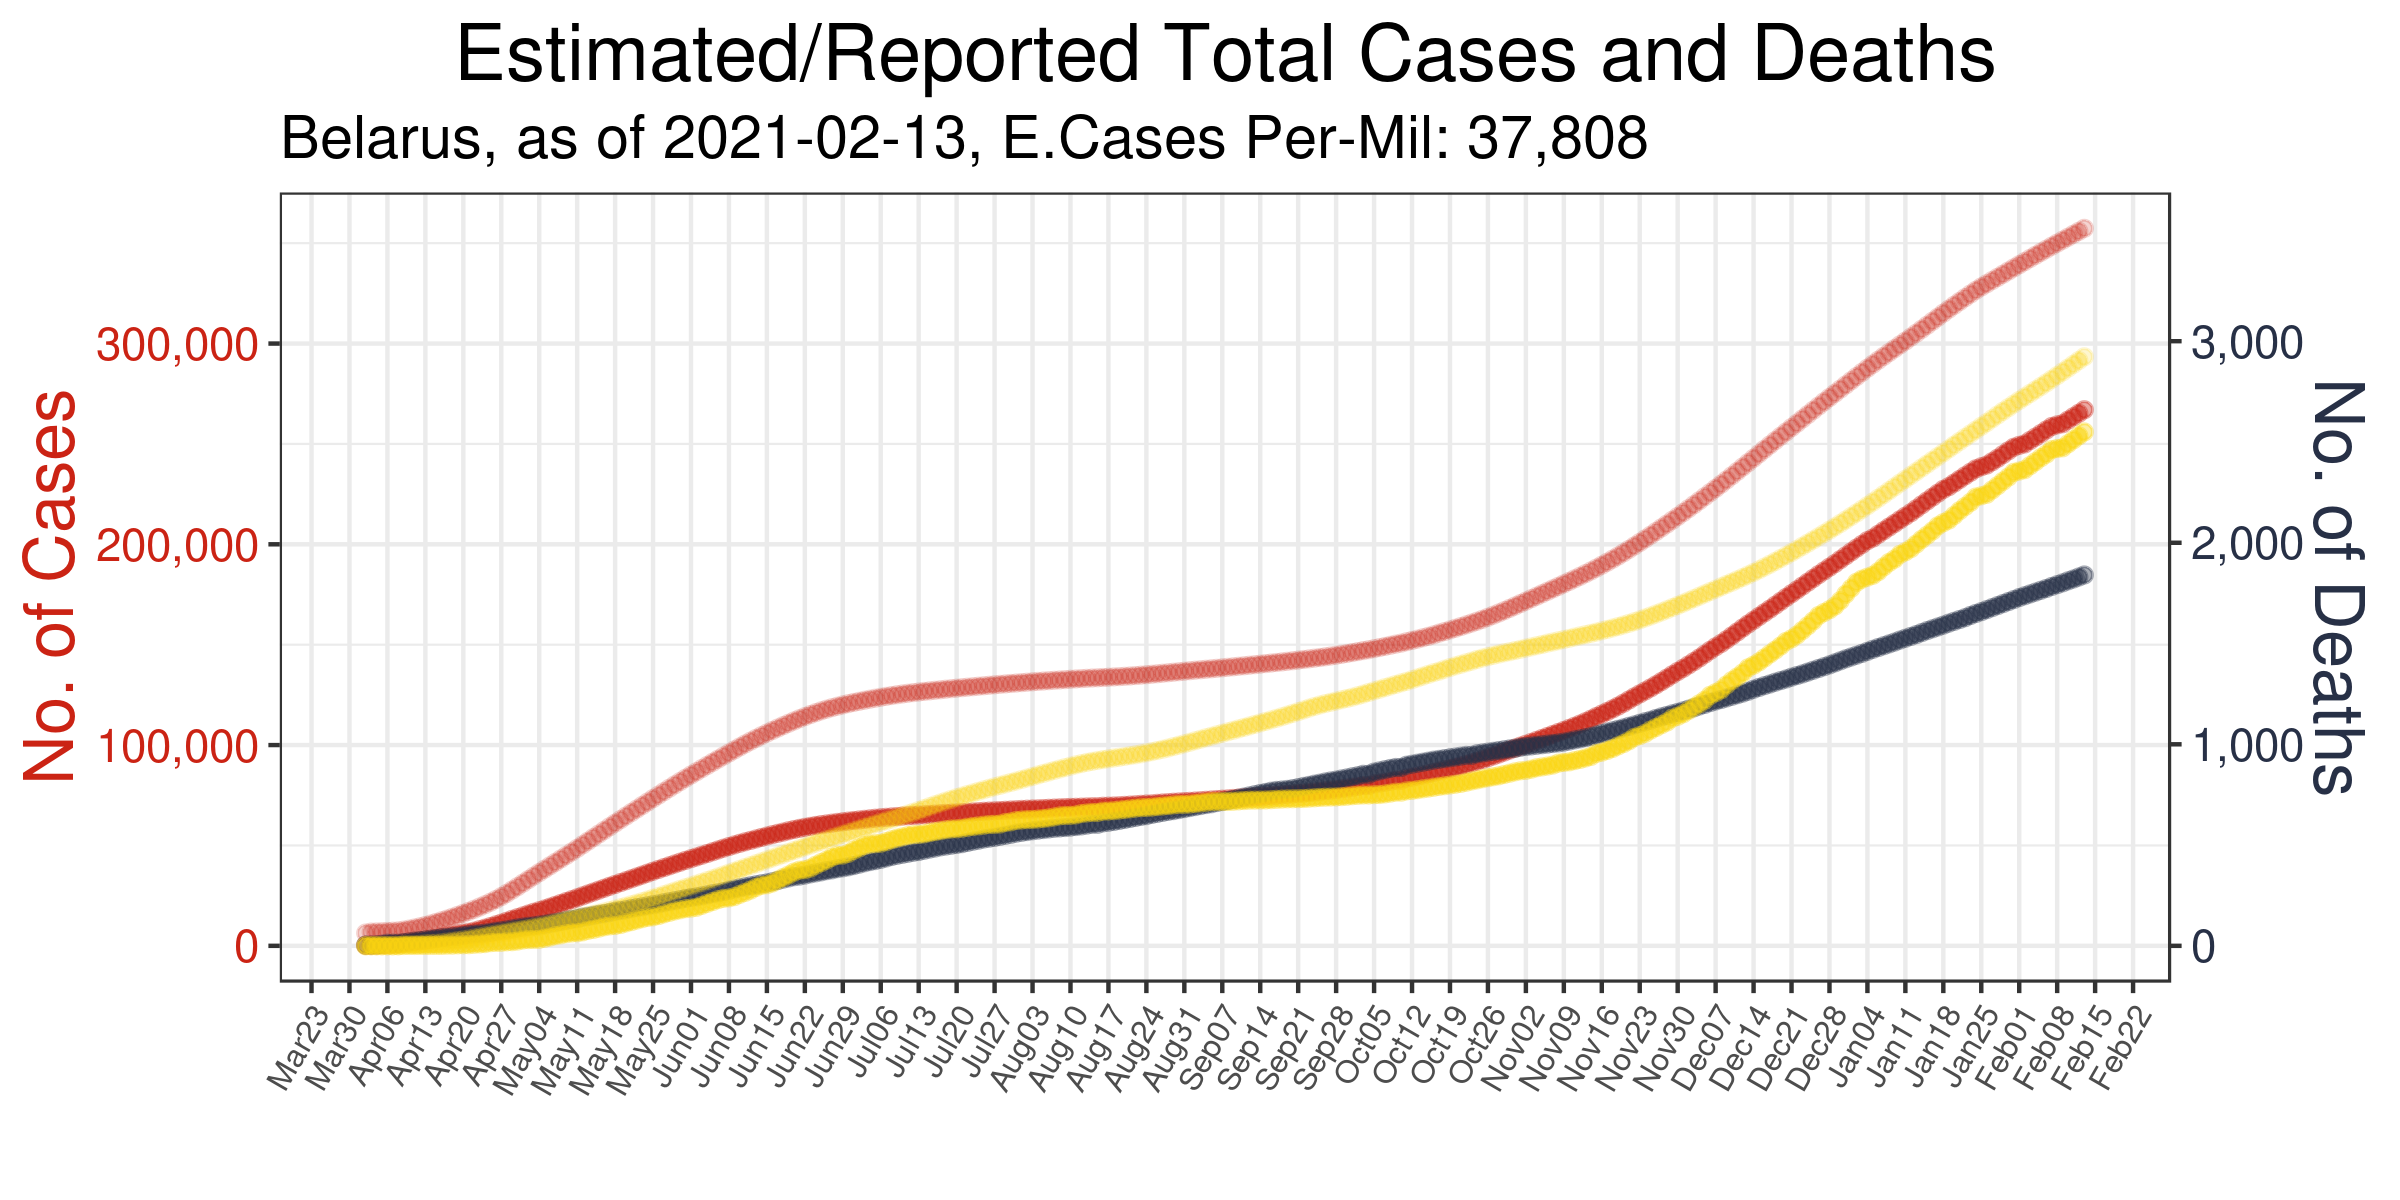 Estimated/Reported Total Cases and Deaths
Belarus, as of 2021-02-13, E.Cases Per-Mil: 37,808
No. of Cases
300,000
200,000
100,000
0
3,000
2,000
1,000
0
No. of Deaths
Mar23 Mar30 Apr06 Apr13 Apr20 Apr27 May04 May11 May18 May25 Jun01 Jun08 Jun15 Jun22 Jun29 Jul06 Jul13 Jul20 Jul27 Aug03 Aug10 Aug17 Aug24 Aug31 Sep07 Sep14 Sep21 Sep28 Oct05 Oct12 Oct19 Oct26 Nov02 Nov09 Nov16 Nov23 Nov30 Dec07 Dec14 Dec21 Dec28 Jan04 Jan11 Jan18 Jan25 Feb01 Feb08 Feb15 Feb22